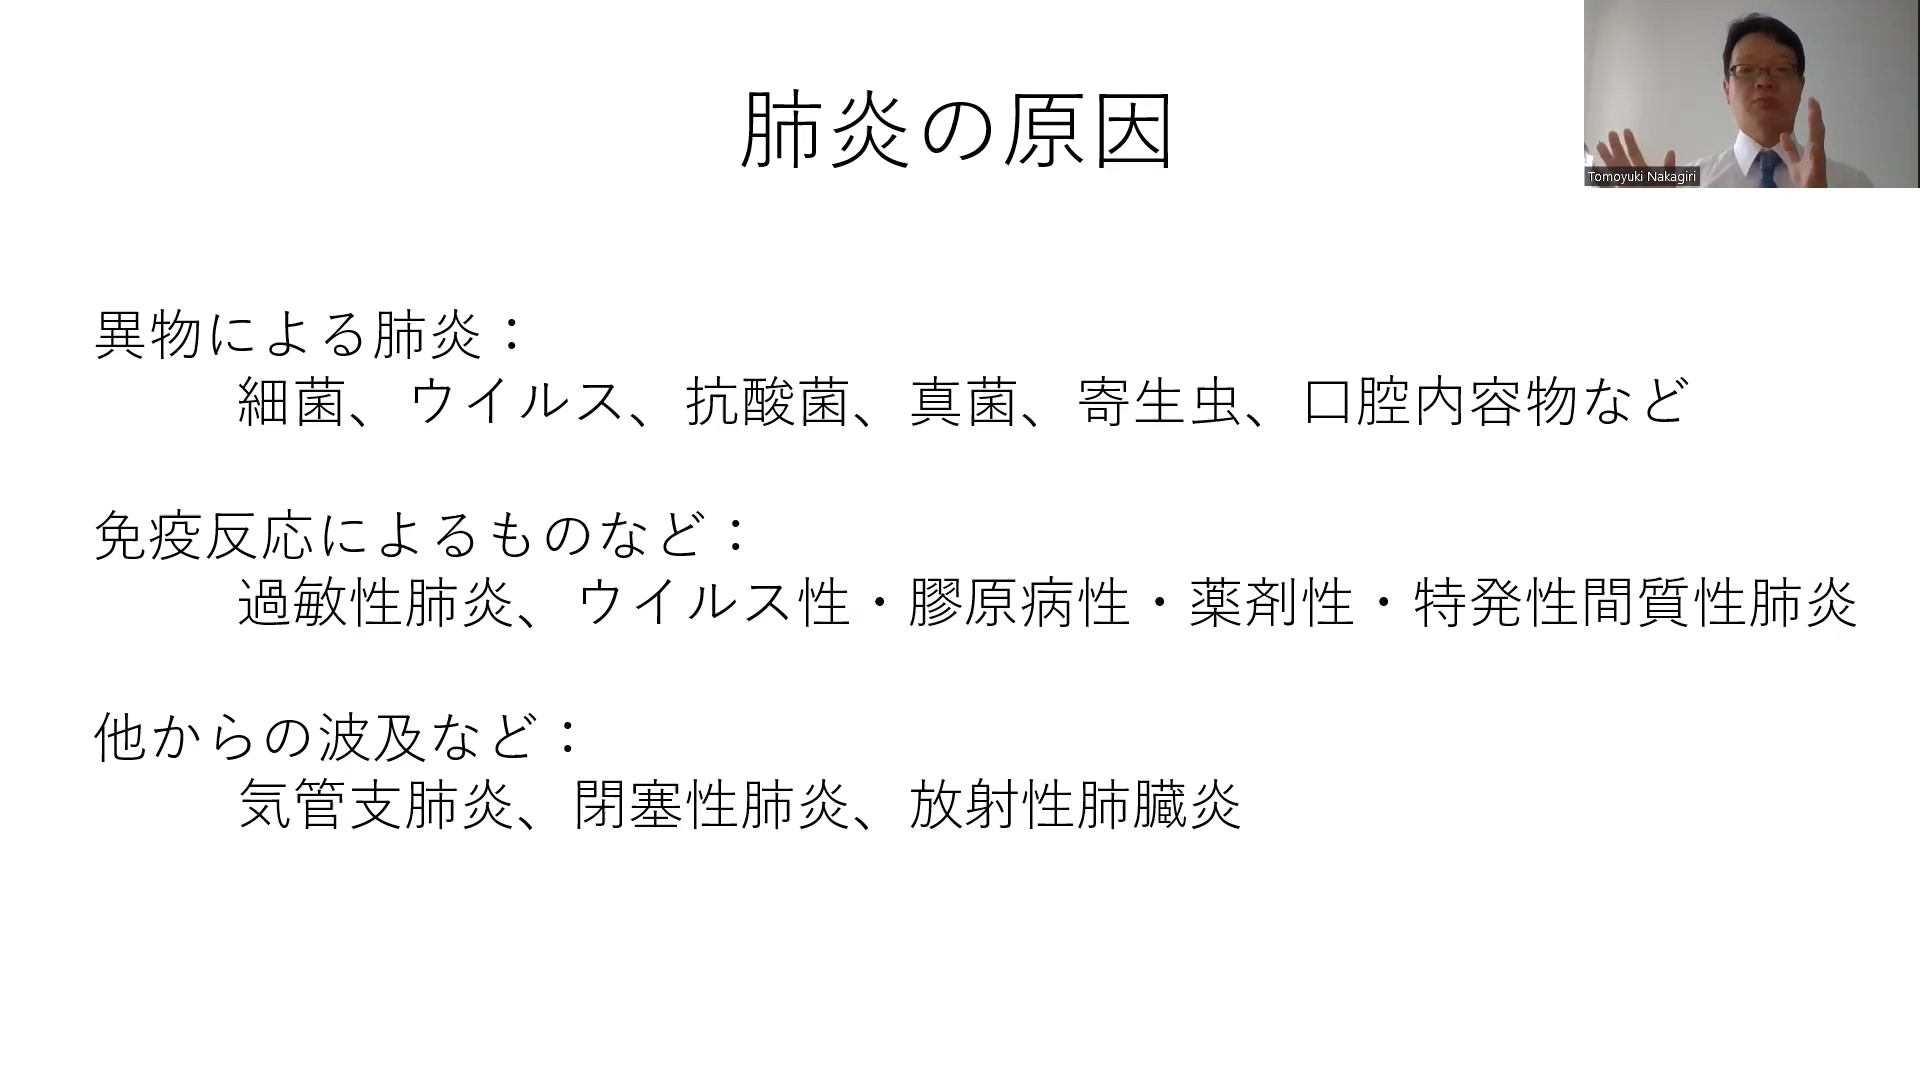 肺炎の原因
Tomoyuki Nakagiri
異物による肺炎：
細菌、ウイルス、抗酸菌、真菌、寄生虫、口腔内容物など
免疫反応によるものなど：
過敏性肺炎、ウイルス性・膠原病性・薬剤性・特発性間質性肺炎
他からの波及など：
気管支肺炎、閉塞性肺炎、放射性肺臓炎